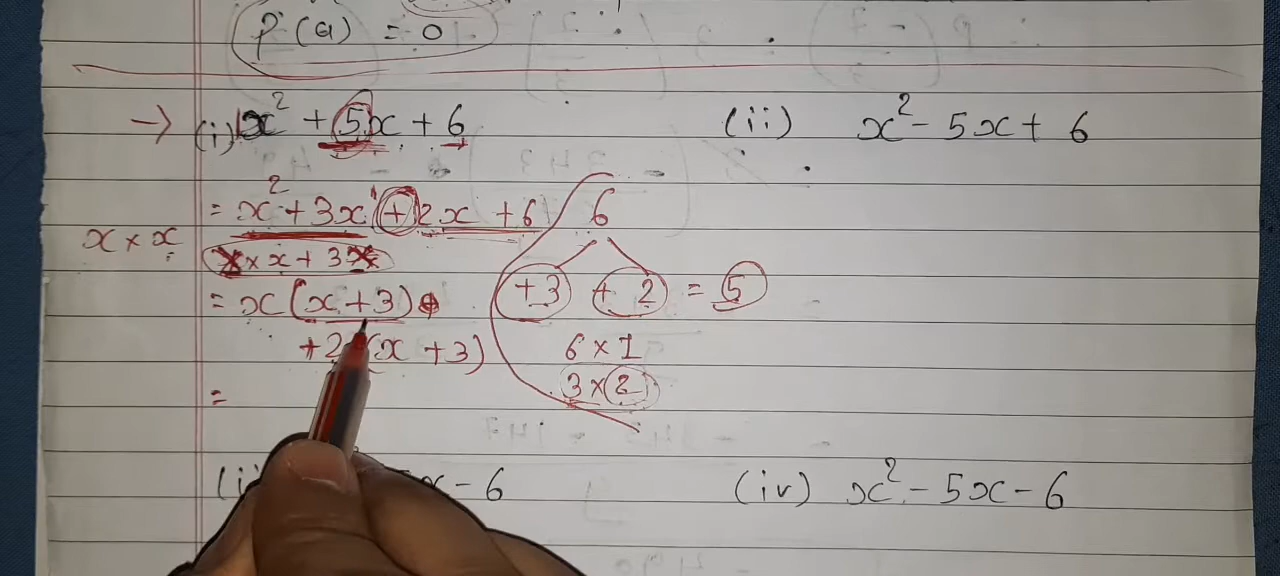 p(a) = 0
→ (i) x² + 5x + 6
(ii) x² - 5x + 6
= x² + 3x + 2x + 6
6
x × x
x × x + 3x
+3 + 2 = 5
= x(x + 3)
+ 2 (x + 3)
6 × 1
3 × 2
=
x - 6
(iv) x² - 5x - 6